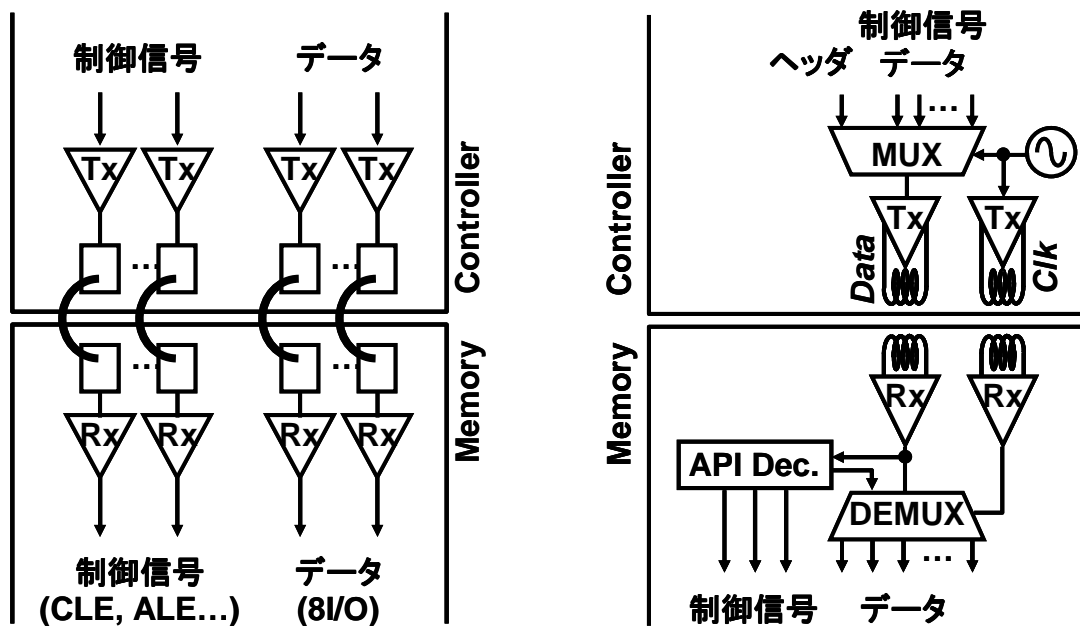 制御信号 データ
Tx Tx Tx Tx
... ...
Controller
... ...
Memory
Rx Rx Rx Rx
制御信号 データ
(CLE, ALE...) (8I/O)
制御信号
ヘッダ データ
...
MUX
Controller
Tx Tx
Data
Clk
Memory
Rx Rx
API Dec.
DEMUX
...
制御信号 データ